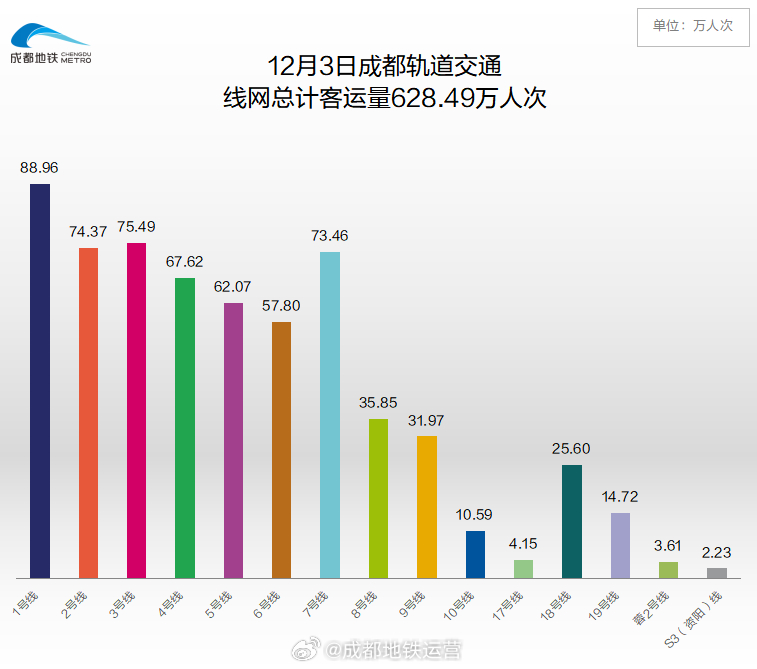 单位：万人次
成都地铁 CHENGDU METRO
12月3日成都轨道交通
线网总计客运量628.49万人次
88.96
74.37
75.49
67.62
62.07
57.80
73.46
35.85
31.97
10.59
4.15
25.60
14.72
3.61
2.23
1号线
2号线
3号线
4号线
5号线
6号线
7号线
8号线
9号线
10号线
17号线
18号线
19号线
蓉2号线
S3（资阳）线
@成都地铁运营